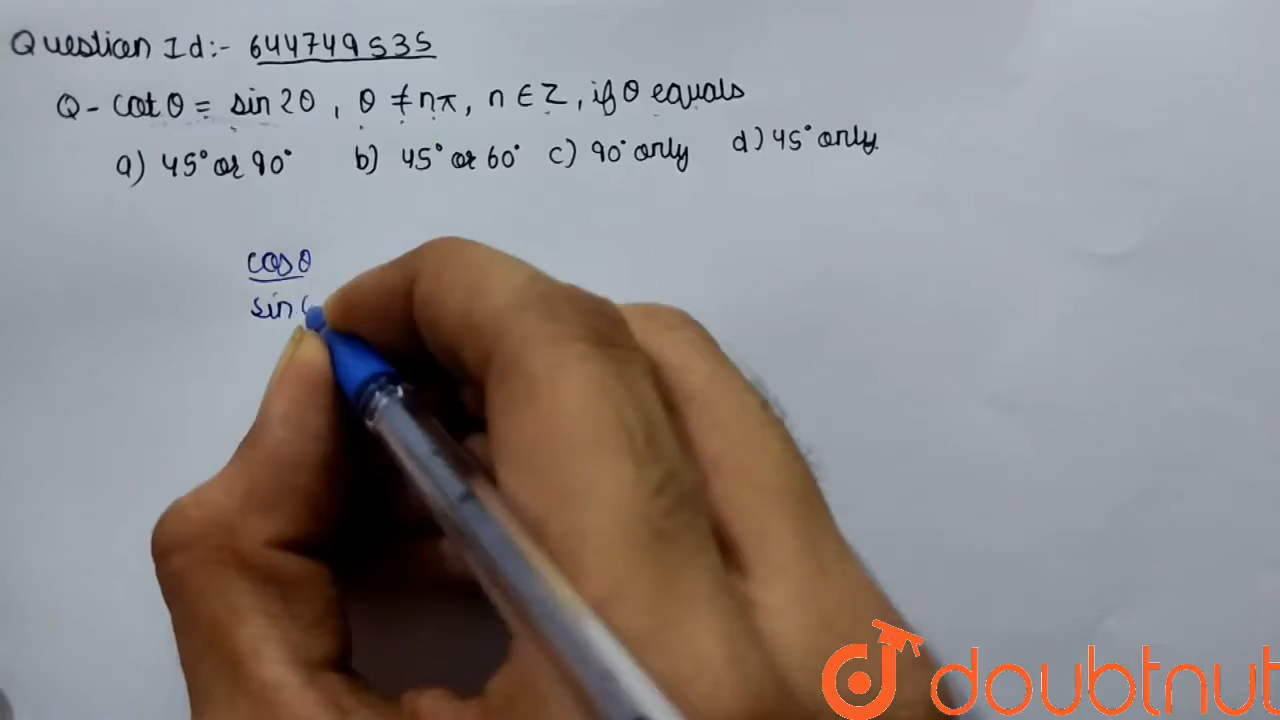 Question Id:- 644749535
Q - cot θ = sin 2θ , θ ≠ nπ, n ∈ Z , if θ equals
a) 45° or 90° b) 45° or 60° c) 90° only d) 45° only
cos θ
sin
doubtnut